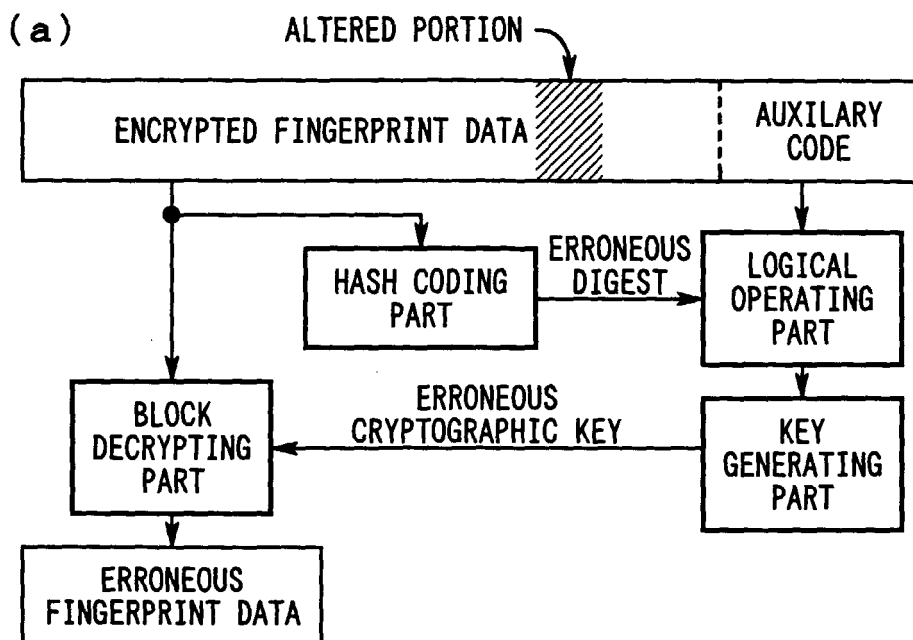 (a)
ALTERED PORTION
ENCRYPTED FINGERPRINT DATA
AUXILARY
CODE
HASH CODING
PART
ERRONEOUS
DIGEST
LOGICAL
OPERATING
PART
BLOCK
DECRYPTING
PART
ERRONEOUS
CRYPTOGRAPHIC KEY
KEY
GENERATING
PART
ERRONEOUS
FINGERPRINT DATA